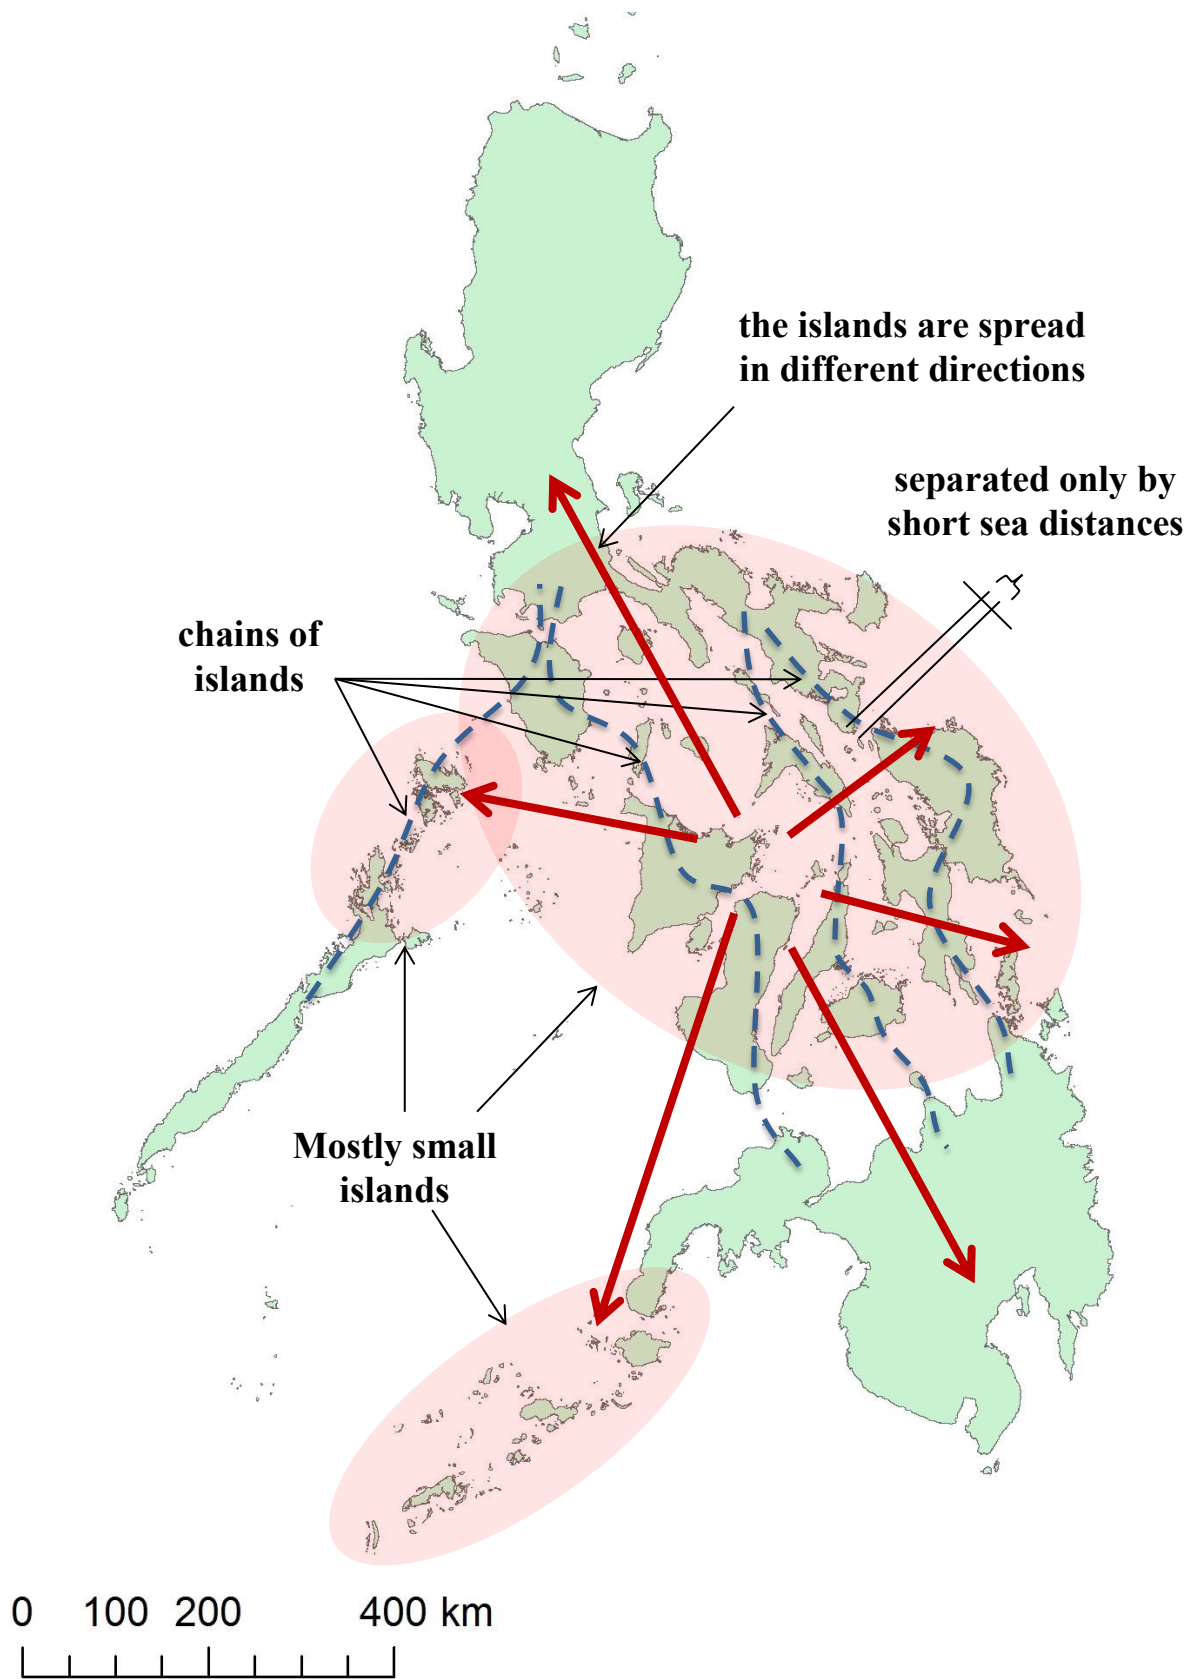 the islands are spread
in different directions
separated only by
short sea distances
chains of
islands
Mostly small
islands
0 100 200 400 km